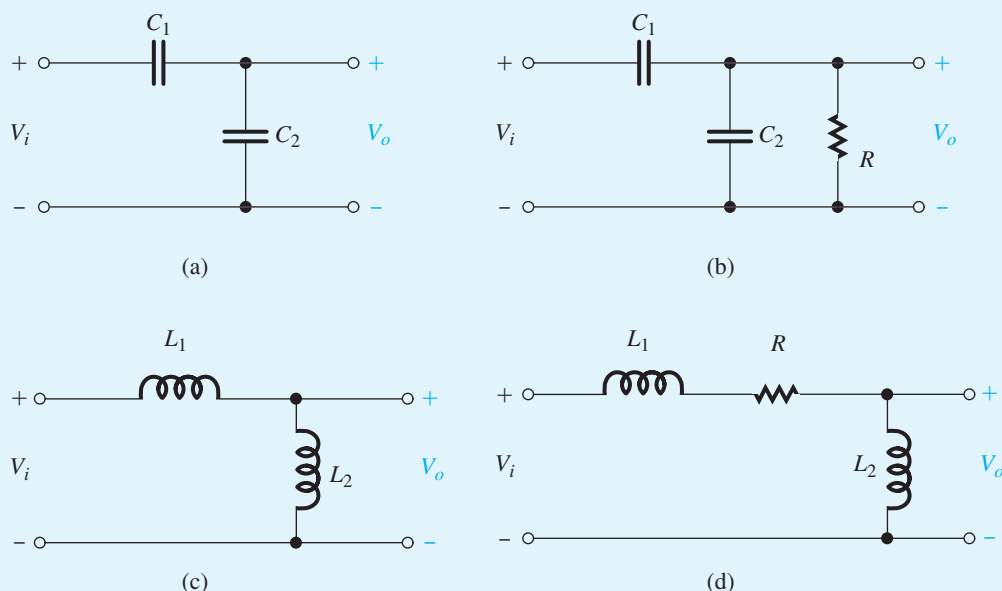 C1
+ +
Vi C2 Vo
− −
(a)
C1
+ +
Vi C2 R Vo
− −
(b)
L1
+ +
Vi L2 Vo
− −
(c)
L1 R
+ +
Vi L2 Vo
− −
(d)